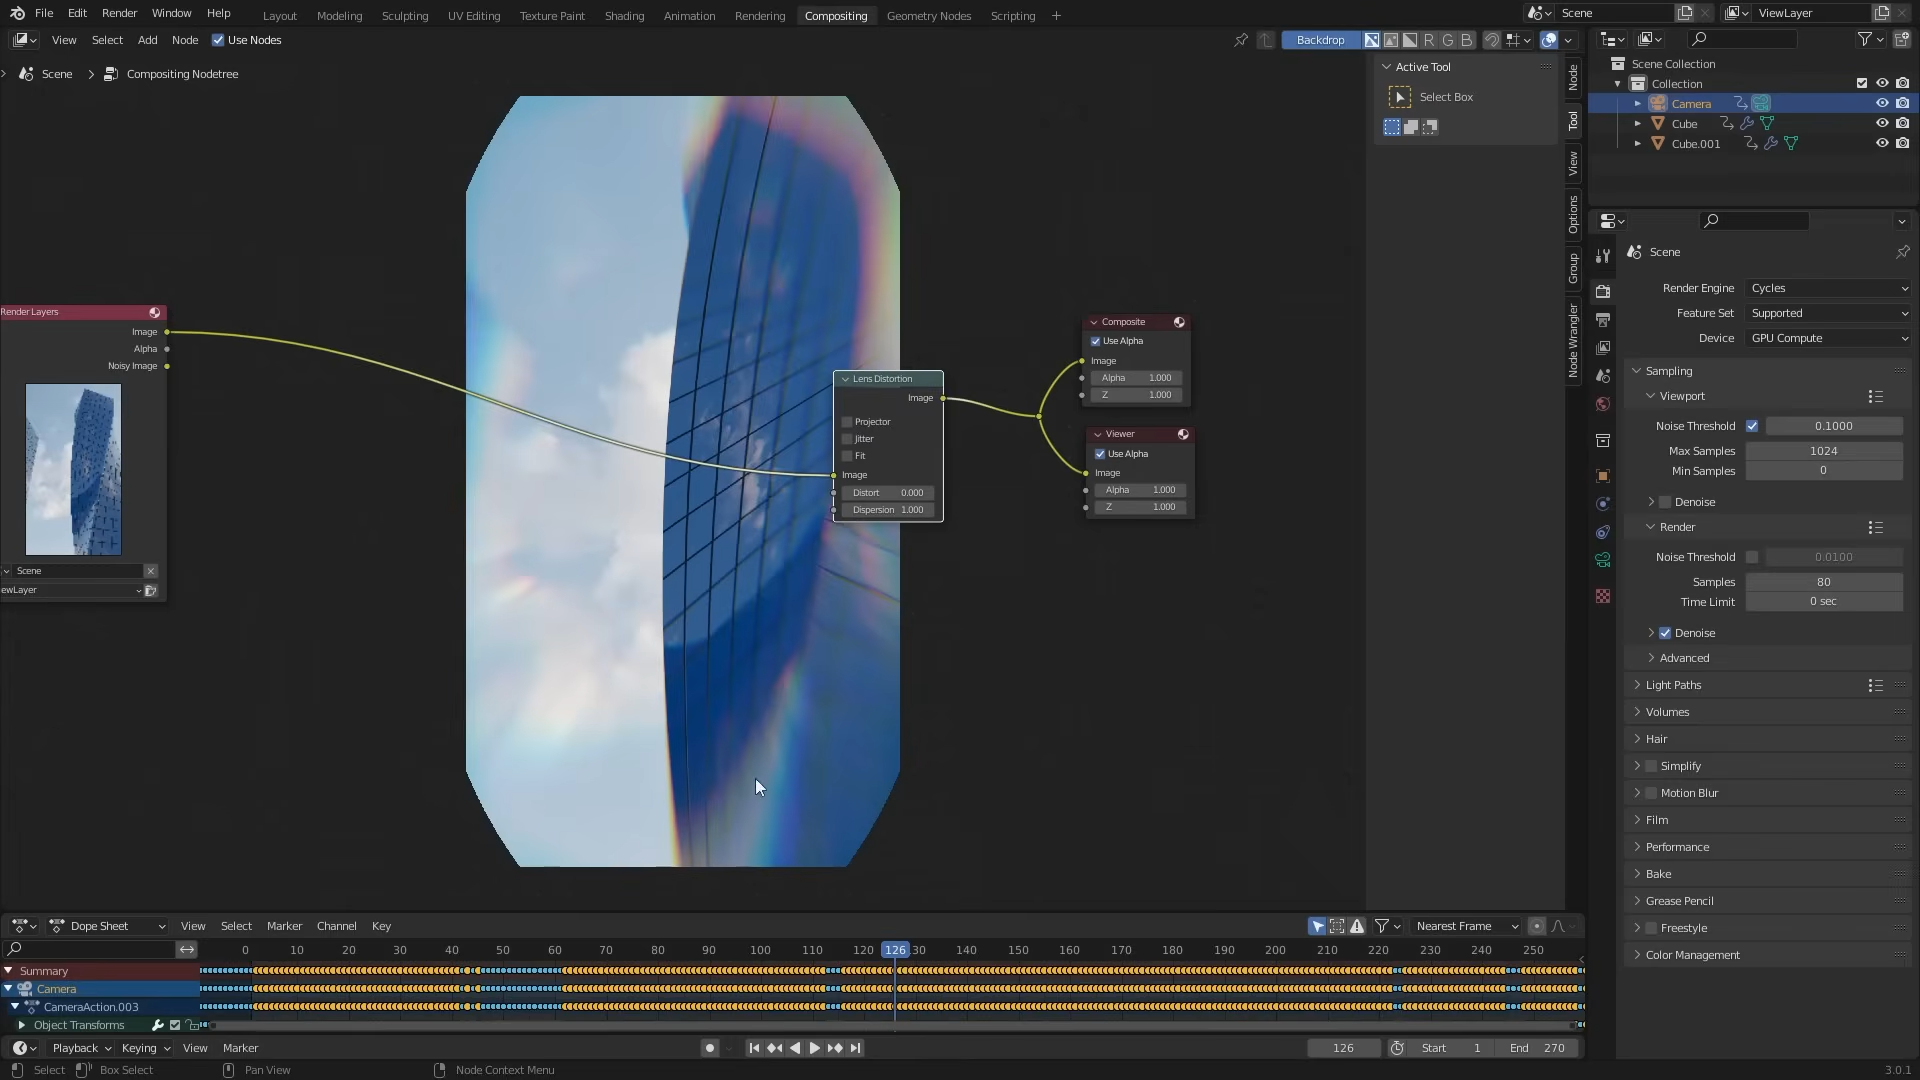 File Edit Render Window Help Layout Modeling Sculpting UV Editing Texture Paint Shading Animation Rendering Compositing Geometry Nodes Scripting + Scene ViewLayer
View Select Add Node Use Nodes Backdrop R G B
Scene > Compositing Nodetree
Active Tool
Select Box
Node
Tool
View
Options
Group
Node Wrangler
Render Layers
Image
Alpha
Noisy Image
Scene
ewLayer
Lens Distortion
Image
Projector
Jitter
Fit
Image
Distort 0.000
Dispersion 1.000
Composite
Use Alpha
Image
Alpha 1.000
Z 1.000
Viewer
Use Alpha
Image
Alpha 1.000
Z 1.000
Scene Collection
Collection
Camera
Cube
Cube.001
Scene
Render Engine Cycles
Feature Set Supported
Device GPU Compute
Sampling
Viewport
Noise Threshold 0.1000
Max Samples 1024
Min Samples 0
Denoise
Render
Noise Threshold 0.0100
Samples 80
Time Limit 0 sec
Denoise
Advanced
Light Paths
Volumes
Hair
Simplify
Motion Blur
Film
Performance
Bake
Grease Pencil
Freestyle
Color Management
Dope Sheet View Select Marker Channel Key Nearest Frame
0 10 20 30 40 50 60 70 80 90 100 110 120 126 30 140 150 160 170 180 190 200 210 220 230 240 250
Summary
Camera
CameraAction.003
Object Transforms
Playback Keying View Marker 126 Start 1 End 270
Select Box Select Pan View Node Context Menu 3.0.1